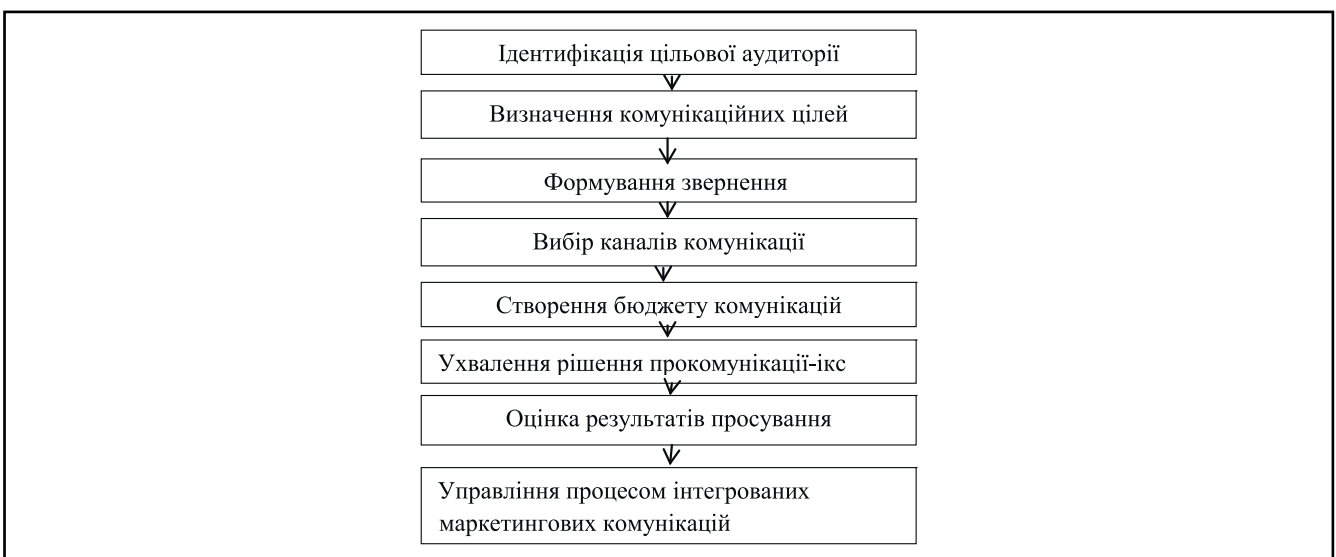 Ідентифікація цільової аудиторії
Визначення комунікаційних цілей
Формування звернення
Вибір каналів комунікації
Створення бюджету комунікацій
Ухвалення рішення прокомунікації-ікс
Оцінка результатів просування
Управління процесом інтегрованих
маркетингових комунікацій